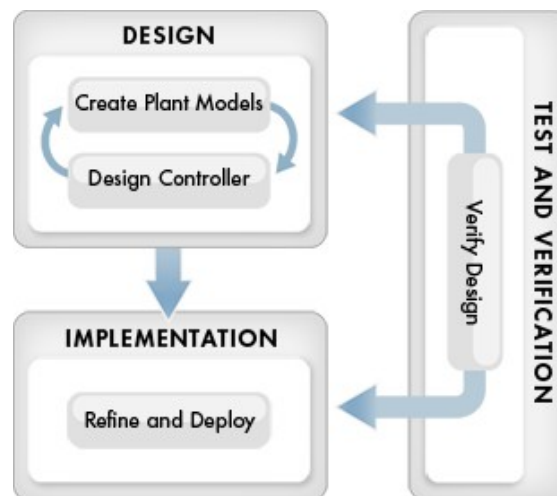 DESIGN
Create Plant Models
Design Controller
IMPLEMENTATION
Refine and Deploy
Verify Design
TEST AND VERIFICATION